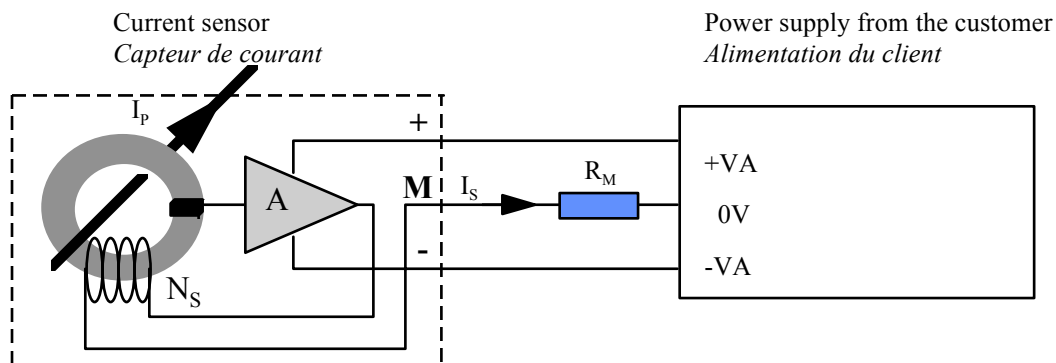 Current sensor
Capteur de courant
Power supply from the customer
Alimentation du client
I_P
+
A
M
I_S
R_M
+VA
0V
-
-VA
N_S